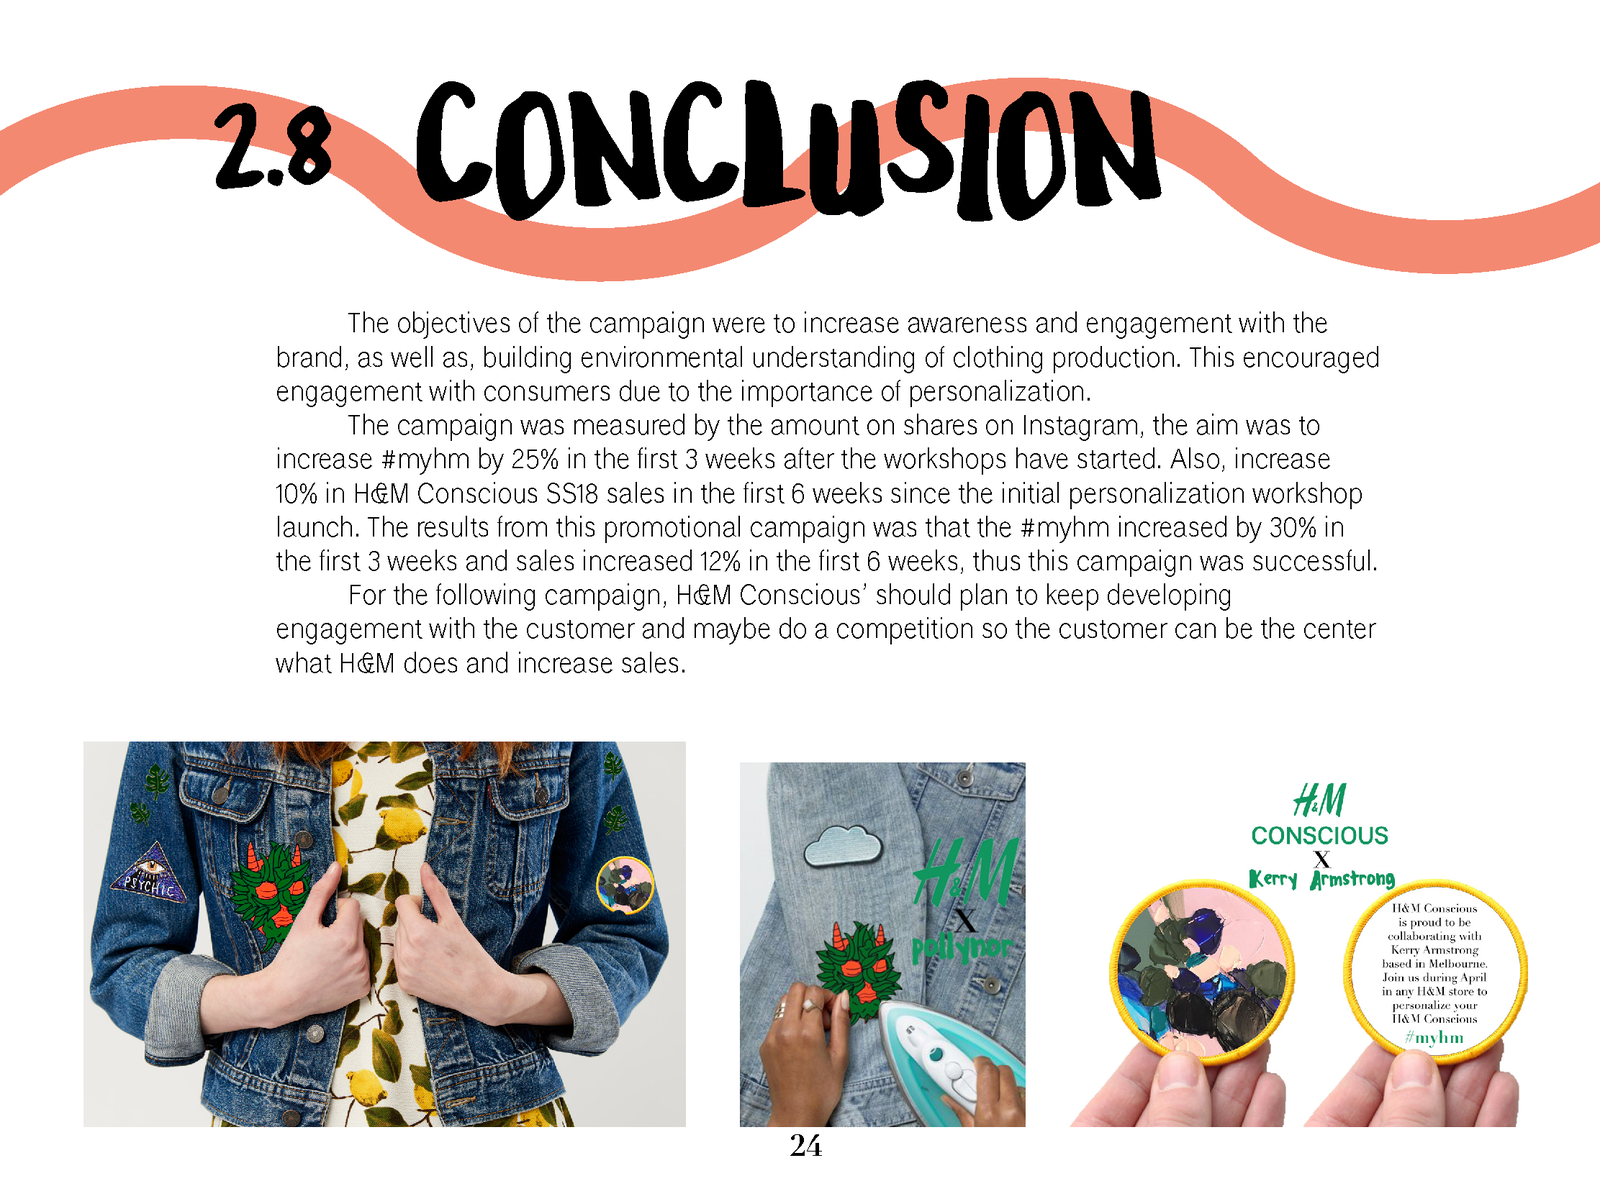 2.8 CONCLUSION
The objectives of the campaign were to increase awareness and engagement with the
brand, as well as, building environmental understanding of clothing production. This encouraged
engagement with consumers due to the importance of personalization.
The campaign was measured by the amount on shares on Instagram, the aim was to
increase #myhm by 25% in the first 3 weeks after the workshops have started. Also, increase
10% in H&M Conscious SS18 sales in the first 6 weeks since the initial personalization workshop
launch. The results from this promotional campaign was that the #myhm increased by 30% in
the first 3 weeks and sales increased 12% in the first 6 weeks, thus this campaign was successful.
For the following campaign, H&M Conscious’ should plan to keep developing
engagement with the customer and maybe do a competition so the customer can be the center
what H&M does and increase sales.
PSYCHIC
H&M
X
pollynor
H&M
CONSCIOUS
X
Kerry Armstrong
H&M Conscious
is proud to be
collaborating with
Kerry Armstrong
based in Melbourne.
Join us during April
in any H&M store to
personalize your
H&M Conscious
#myhm
24